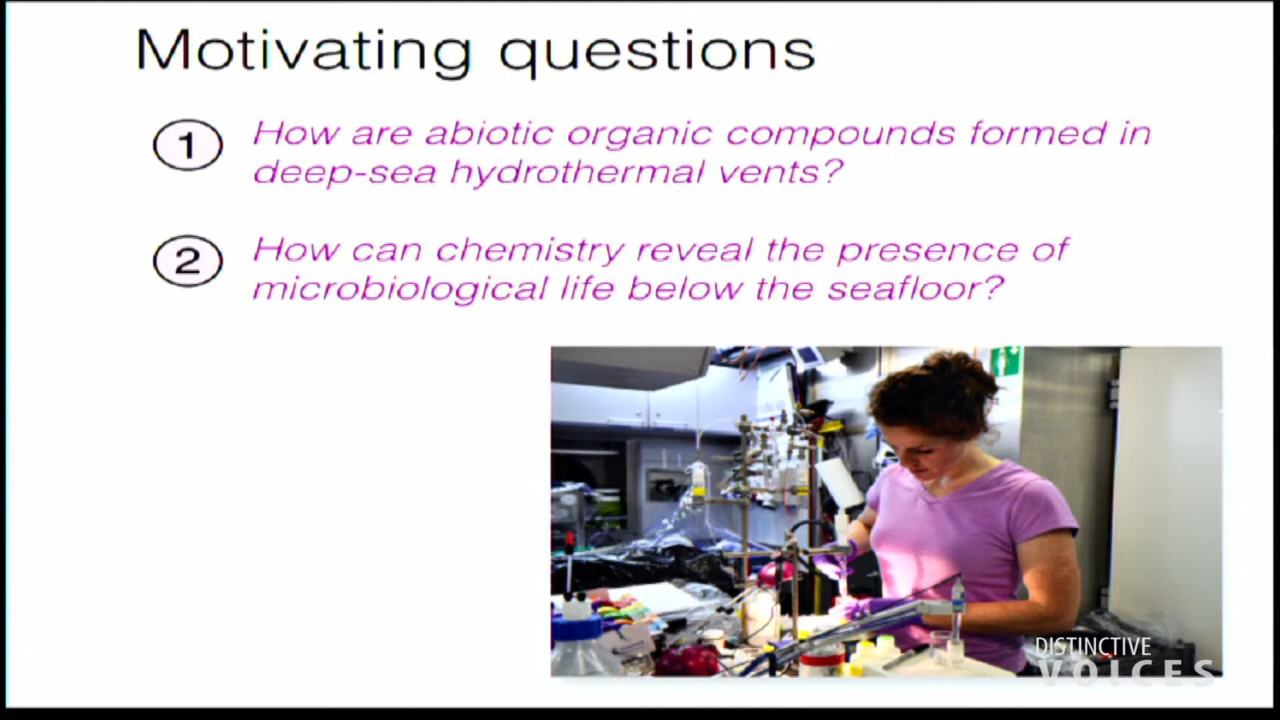 Motivating questions
1
How are abiotic organic compounds formed in
deep-sea hydrothermal vents?
2
How can chemistry reveal the presence of
microbiological life below the seafloor?
DISTINCTIVE
VOICES